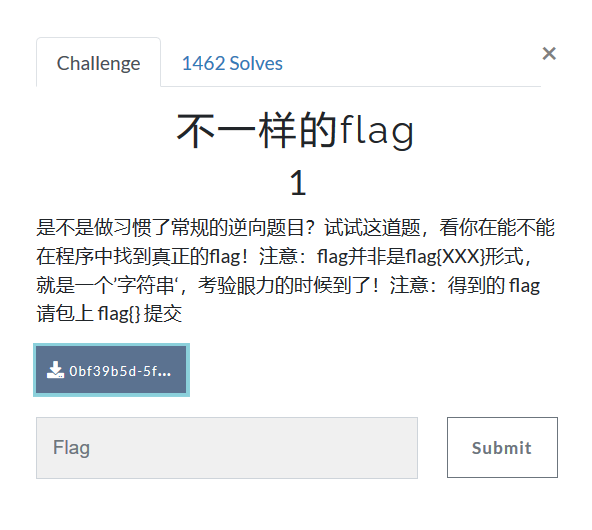 Challenge
1462 Solves
×
不一样的flag
1
是不是做习惯了常规的逆向题目？试试这道题，看你在能不能
在程序中找到真正的flag！注意：flag并非是flag{XXX}形式，
就是一个’字符串‘，考验眼力的时候到了！注意：得到的 flag
请包上 flag{} 提交
0bf39b5d-5f...
Flag
Submit